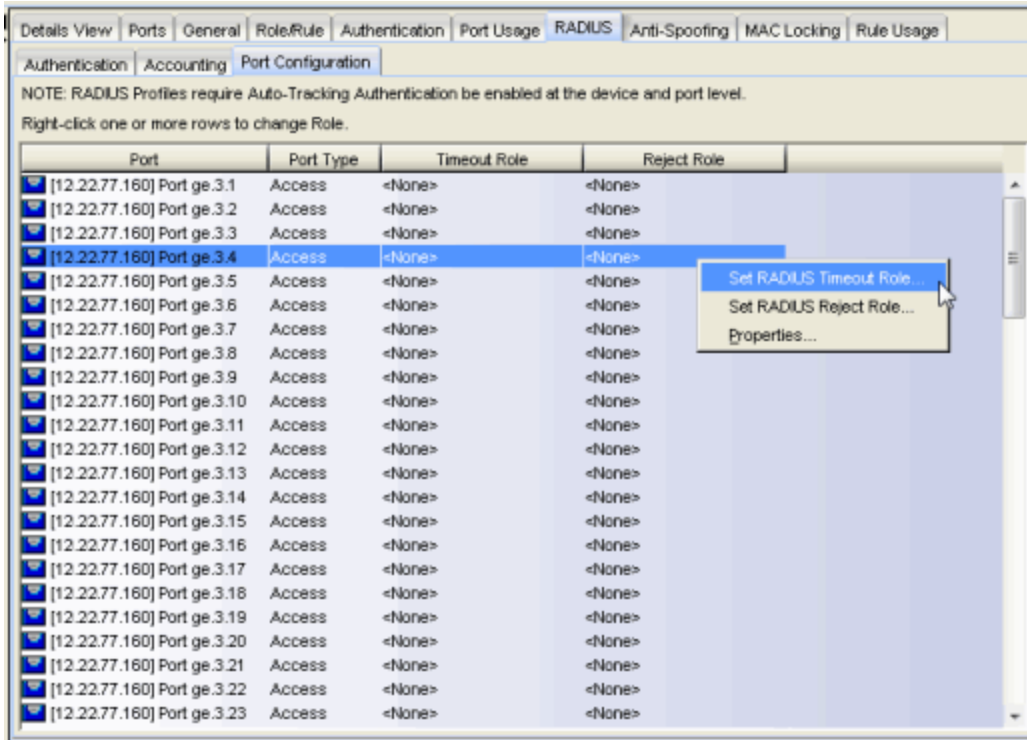 Details View Ports General Role/Rule Authentication Port Usage RADIUS Anti-Spoofing MAC Locking Rule Usage
Authentication Accounting Port Configuration
NOTE: RADIUS Profiles require Auto-Tracking Authentication be enabled at the device and port level.
Right-click one or more rows to change Role.
Port Port Type Timeout Role Reject Role
[12.22.77.160] Port ge.3.1 Access <None> <None>
[12.22.77.160] Port ge.3.2 Access <None> <None>
[12.22.77.160] Port ge.3.3 Access <None> <None>
[12.22.77.160] Port ge.3.4 Access <None> <None>
Set RADIUS Timeout Role...
[12.22.77.160] Port ge.3.5 Access <None> <None>
Set RADIUS Reject Role...
[12.22.77.160] Port ge.3.6 Access <None> <None>
Properties...
[12.22.77.160] Port ge.3.7 Access <None> <None>
[12.22.77.160] Port ge.3.8 Access <None> <None>
[12.22.77.160] Port ge.3.9 Access <None> <None>
[12.22.77.160] Port ge.3.10 Access <None> <None>
[12.22.77.160] Port ge.3.11 Access <None> <None>
[12.22.77.160] Port ge.3.12 Access <None> <None>
[12.22.77.160] Port ge.3.13 Access <None> <None>
[12.22.77.160] Port ge.3.14 Access <None> <None>
[12.22.77.160] Port ge.3.15 Access <None> <None>
[12.22.77.160] Port ge.3.16 Access <None> <None>
[12.22.77.160] Port ge.3.17 Access <None> <None>
[12.22.77.160] Port ge.3.18 Access <None> <None>
[12.22.77.160] Port ge.3.19 Access <None> <None>
[12.22.77.160] Port ge.3.20 Access <None> <None>
[12.22.77.160] Port ge.3.21 Access <None> <None>
[12.22.77.160] Port ge.3.22 Access <None> <None>
[12.22.77.160] Port ge.3.23 Access <None> <None>